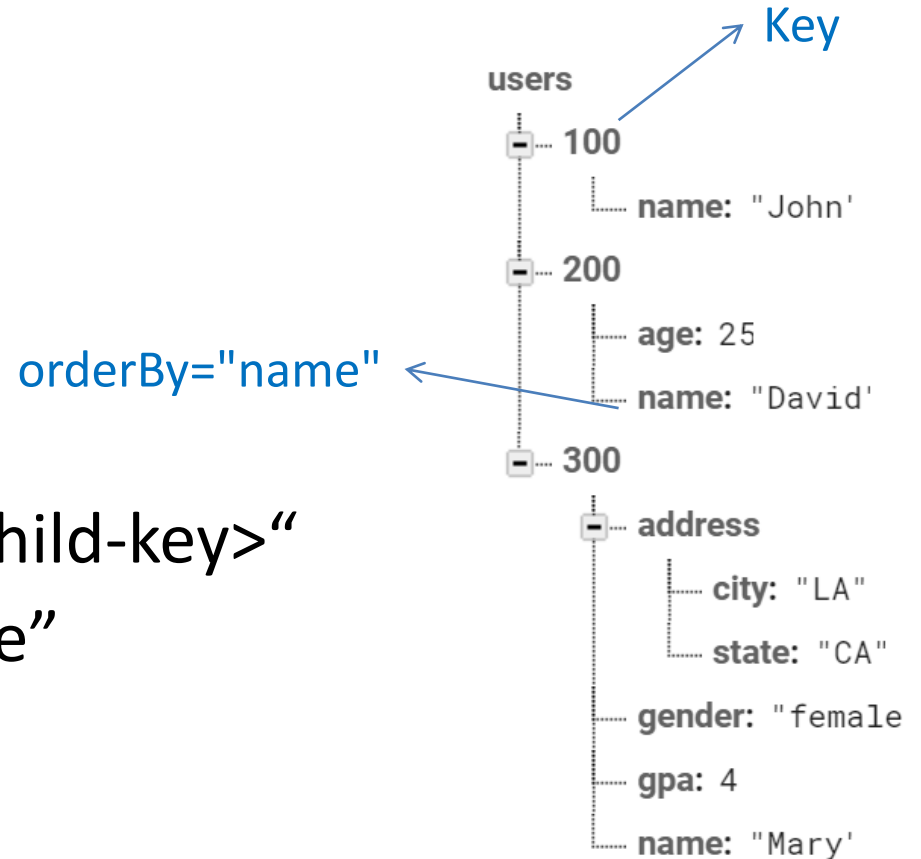 Key
users
100
name: "John'
200
age: 25
orderBy="name"
name: "David'
300
address
hild-key>“
city: "LA"
e”
state: "CA"
gender: "female
gpa: 4
name: "Mary'